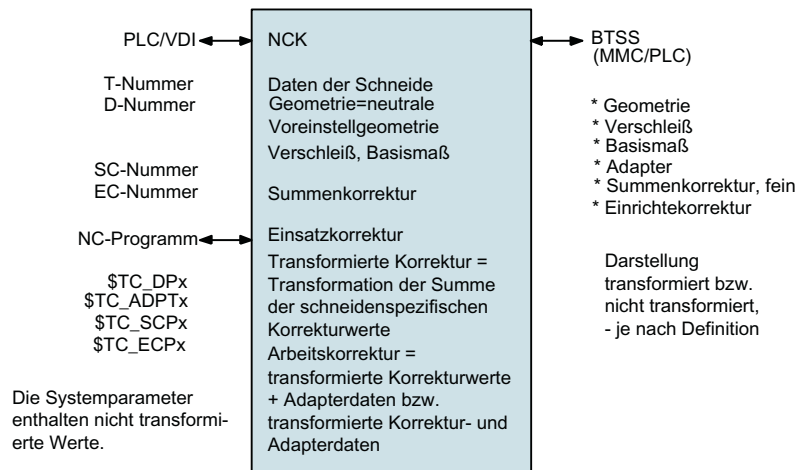 PLC/VDI
T-Nummer
D-Nummer
SC-Nummer
EC-Nummer
NC-Programm
$TC_DPx
$TC_ADPTx
$TC_SCPx
$TC_ECPx
Die Systemparameter
enthalten nicht transformi-
erte Werte.
NCK
Daten der Schneide
Geometrie=neutrale
Voreinstellgeometrie
Verschleiß, Basismaß
Summenkorrektur
Einsatzkorrektur
Transformierte Korrektur =
Transformation der Summe
der schneidenspezifischen
Korrekturwerte
Arbeitskorrektur =
transformierte Korrekturwerte
+ Adapterdaten bzw.
transformierte Korrektur- und
Adapterdaten
BTSS
(MMC/PLC)
* Geometrie
* Verschleiß
* Basismaß
* Adapter
* Summenkorrektur, fein
* Einrichtekorrektur
Darstellung
transformiert bzw.
nicht transformiert,
- je nach Definition